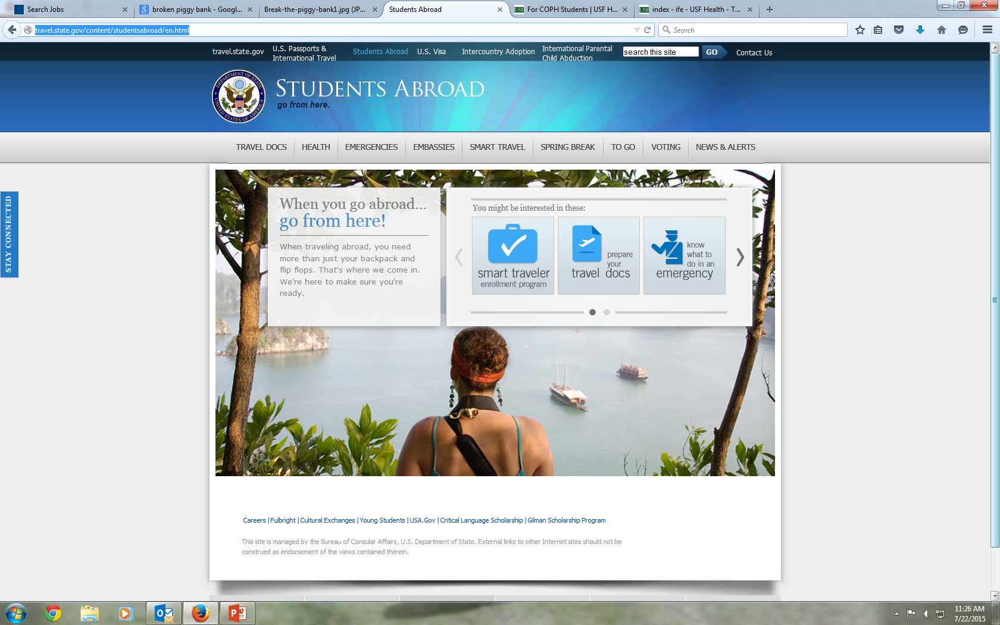 Search Jobs
broken piggy bank - Googl...
Break-the-piggy-bank1.jpg (JP...
Students Abroad
For COPH Students | USF H...
index - ife - USF Health - T...
travel.state.gov/content/studentsabroad/en.html
Search
travel.state.gov
U.S. Passports &
International Travel
Students Abroad
U.S. Visa
Intercountry Adoption
International Parental
Child Abduction
search this site
GO
Contact Us
DEPARTMENT OF STATE
UNITED STATES OF AMERICA
STUDENTS ABROAD
go from here.
TRAVEL DOCS
HEALTH
EMERGENCIES
EMBASSIES
SMART TRAVEL
SPRING BREAK
TO GO
VOTING
NEWS & ALERTS
STAY CONNECTED
When you go abroad...
go from here!
When traveling abroad, you need
more than just your backpack and
flip flops. That's where we come in.
We're here to make sure you're
ready.
You might be interested in these:
smart traveler
enrollment program
prepare
your
travel docs
know
what to
do in an
emergency
Careers | Fulbright | Cultural Exchanges | Young Students | USA.Gov | Critical Language Scholarship | Gilman Scholarship Program
This site is managed by the Bureau of Consular Affairs, U.S. Department of State. External links to other Internet sites should not be
construed as endorsement of the views contained therein.
11:26 AM
7/22/2015